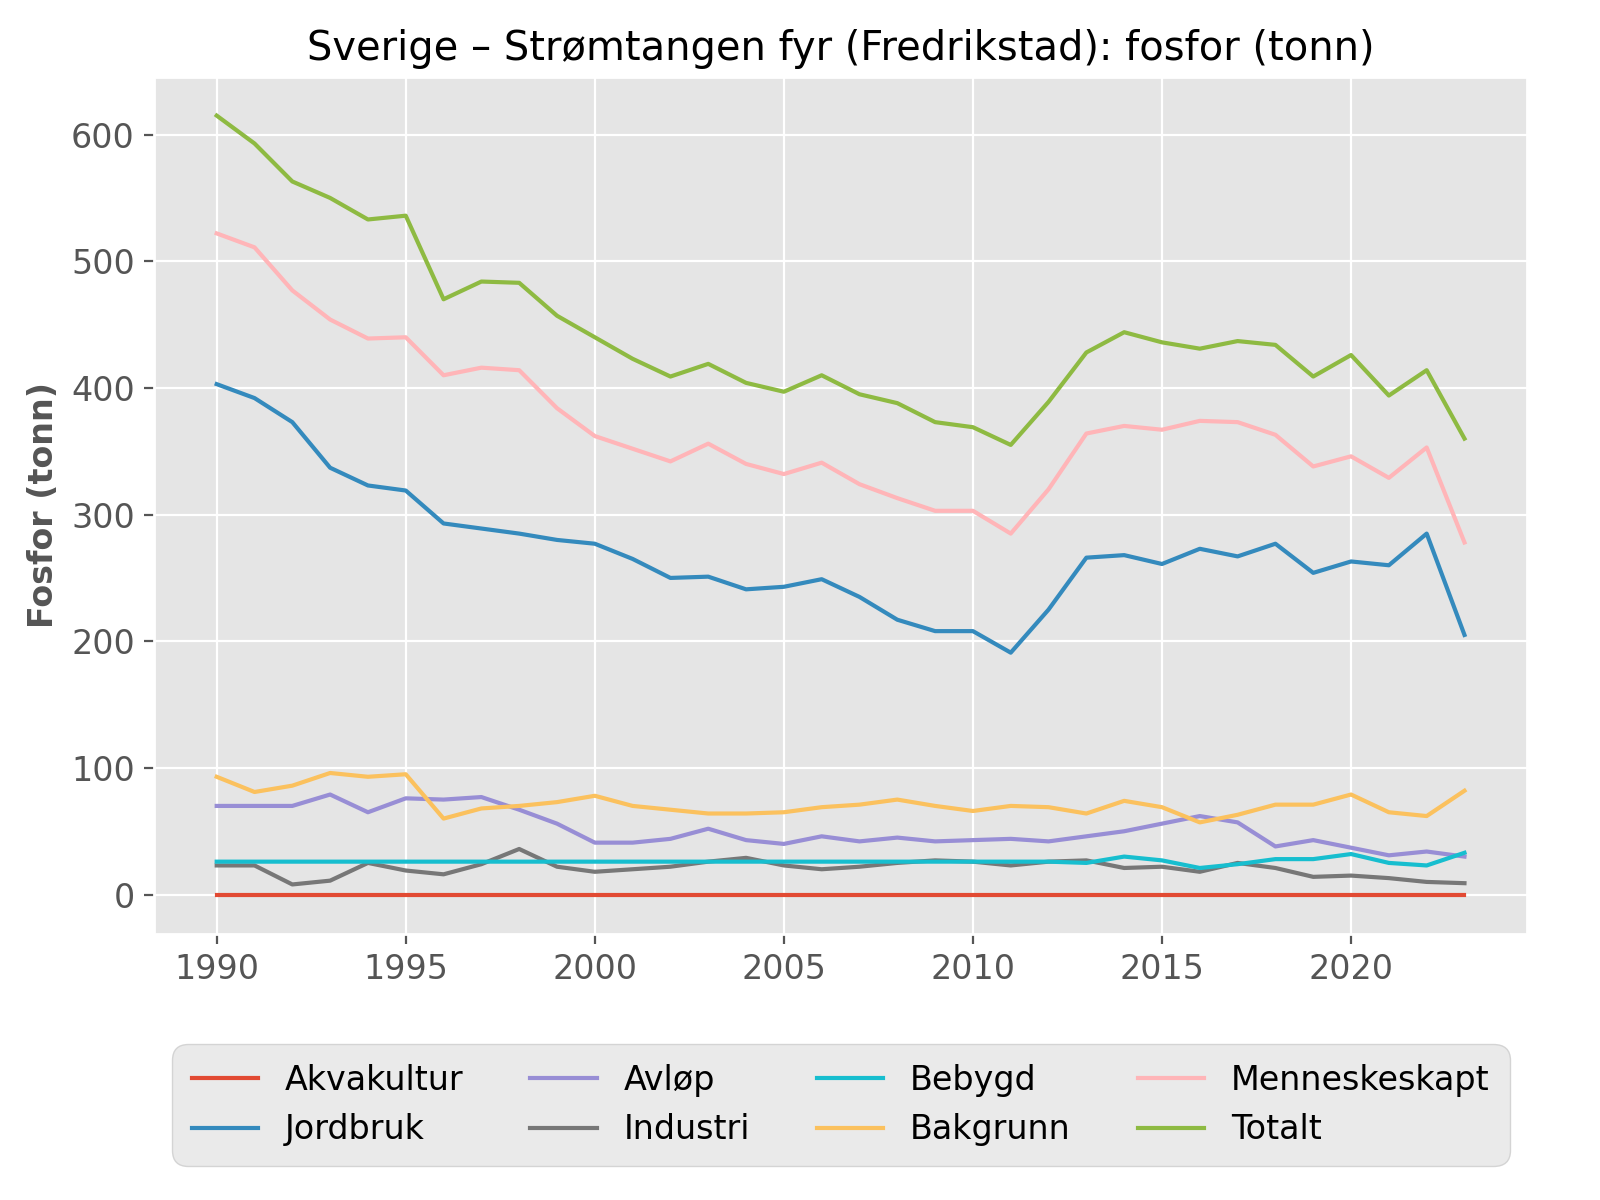 Sverige – Strømtangen fyr (Fredrikstad): fosfor (tonn)
Fosfor (tonn)
600
500
400
300
200
100
0
1990 1995 2000 2005 2010 2015 2020
Akvakultur Avløp Bebygd Menneskeskapt
Jordbruk Industri Bakgrunn Totalt